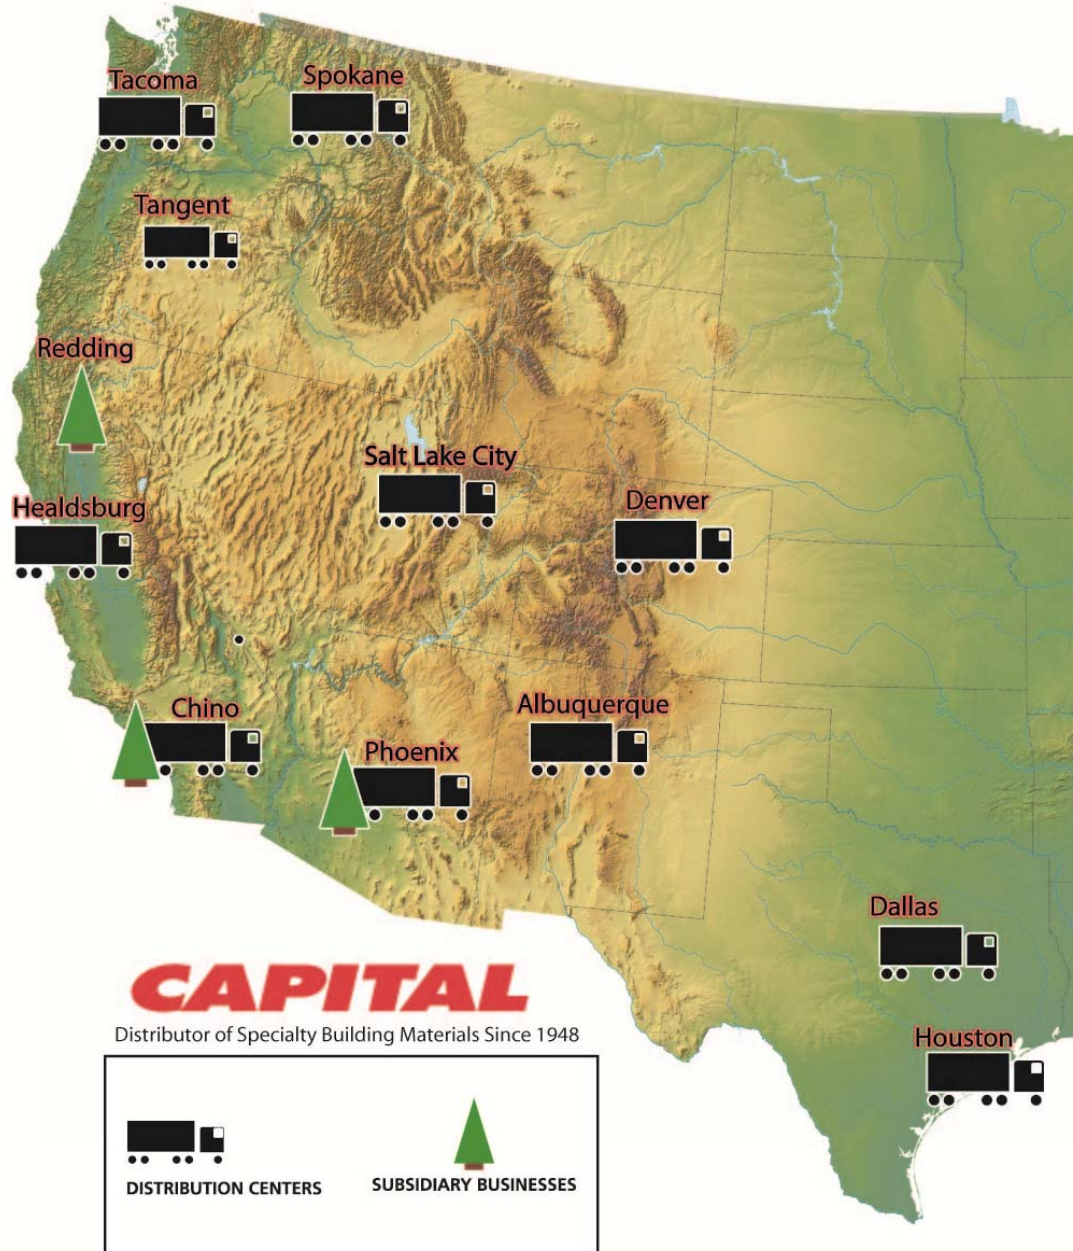 Tacoma
Spokane
Tangent
Redding
Salt Lake City
Denver
Healdsburg
Chino
Albuquerque
Phoenix
Dallas
CAPITAL
Distributor of Specialty Building Materials Since 1948
Houston
DISTRIBUTION CENTERS
SUBSIDIARY BUSINESSES